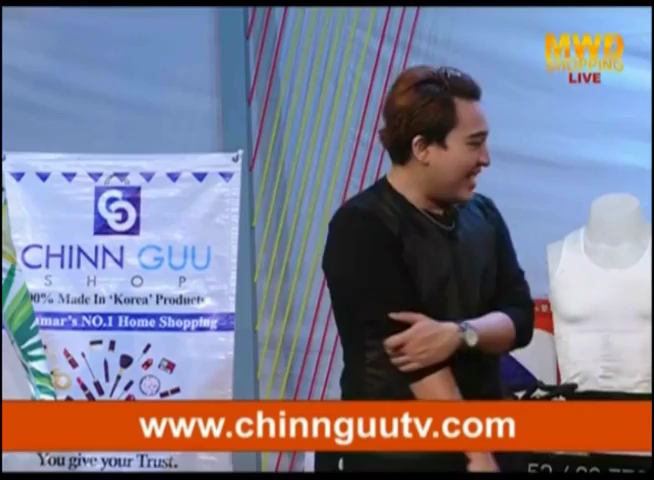 MWD
SHOPPING
LIVE
CHINN GUU
SHOP
100% Made In 'Korea' Products
mar's NO.1 Home Shopping
www.chinnguutv.com
You give your Trust.